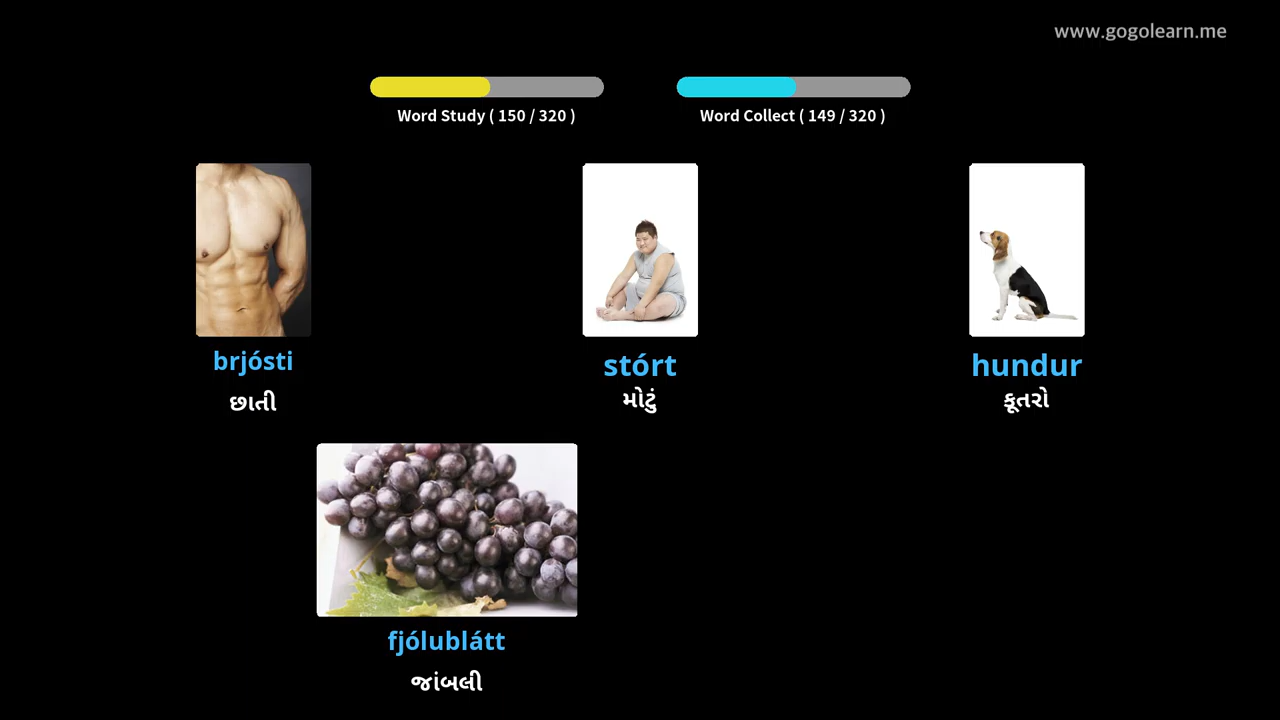 www.gogolearn.me
Word Study ( 150 / 320 )
Word Collect ( 149 / 320 )
brjósti
છાતી
stórt
મોટું
hundur
કૂતરો
fjólublátt
જાંબલી